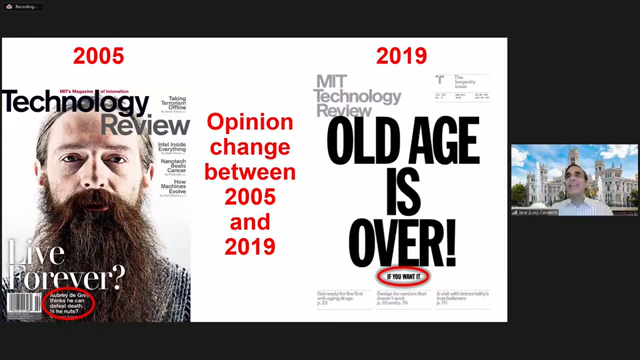 Recording...
2005
2019
MIT's Magazine of Innovation
Technology
Review
Taking
Terrorism
Offline
Intel Inside
Everything
Nanotech
Beats
Cancer
How
Machines
Evolve
Live
Forever?
Aubrey de Grey
thinks he can
defeat death.
Is he nuts?
Opinion
change
between
2005
and
2019
MIT
Technology
Review
The
longevity
issue
OLD AGE
IS
OVER!
IF YOU WANT IT
Get ready for the first
anti-aging drugs
p. 22
Design for seniors that
doesn't suck
A visit with immortality's
true believers
p. 70